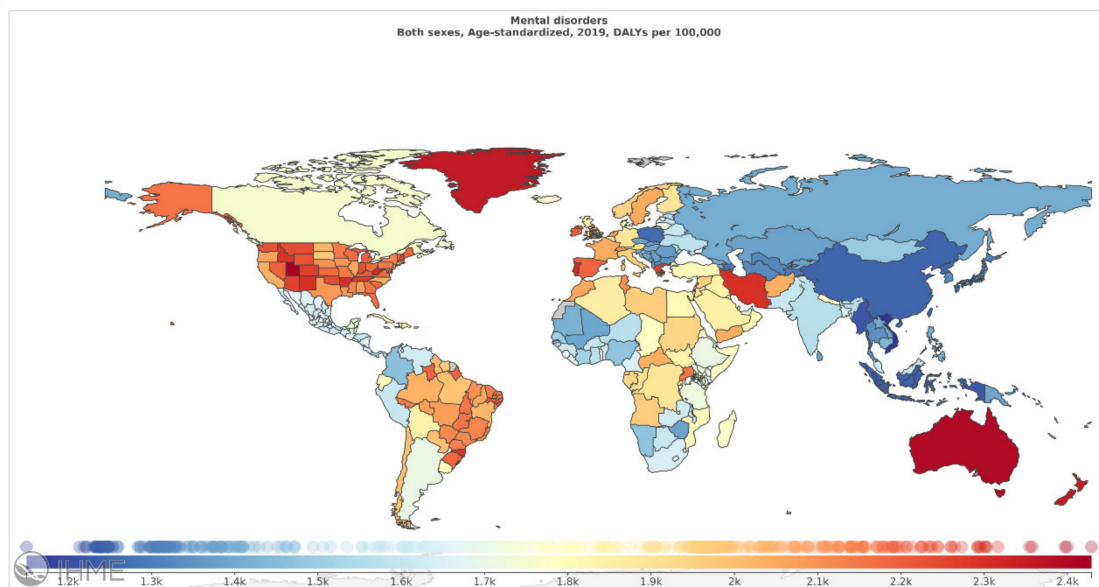 Mental disorders
Both sexes, Age-standardized, 2019, DALYs per 100,000
IHME
1.2k 1.3k 1.4k 1.5k 1.6k 1.7k 1.8k 1.9k 2k 2.1k 2.2k 2.3k 2.4k